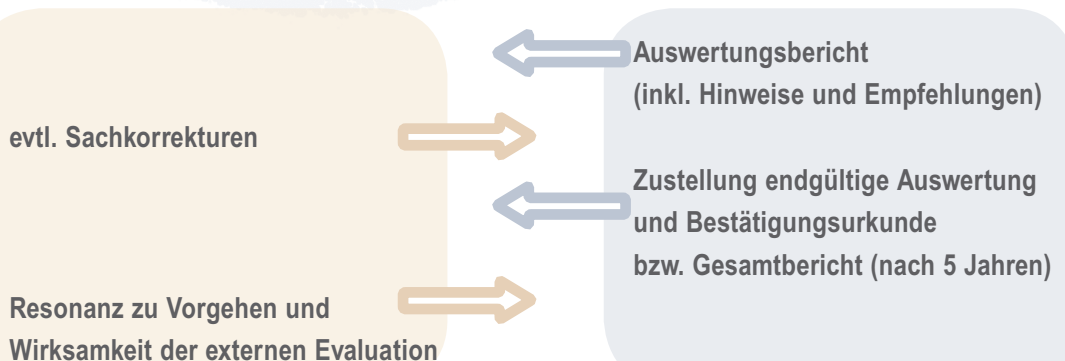 Auswertungsbericht
(inkl. Hinweise und Empfehlungen)
evtl. Sachkorrekturen
Zustellung endgültige Auswertung
und Bestätigungsurkunde
bzw. Gesamtbericht (nach 5 Jahren)
Resonanz zu Vorgehen und
Wirksamkeit der externen Evaluation